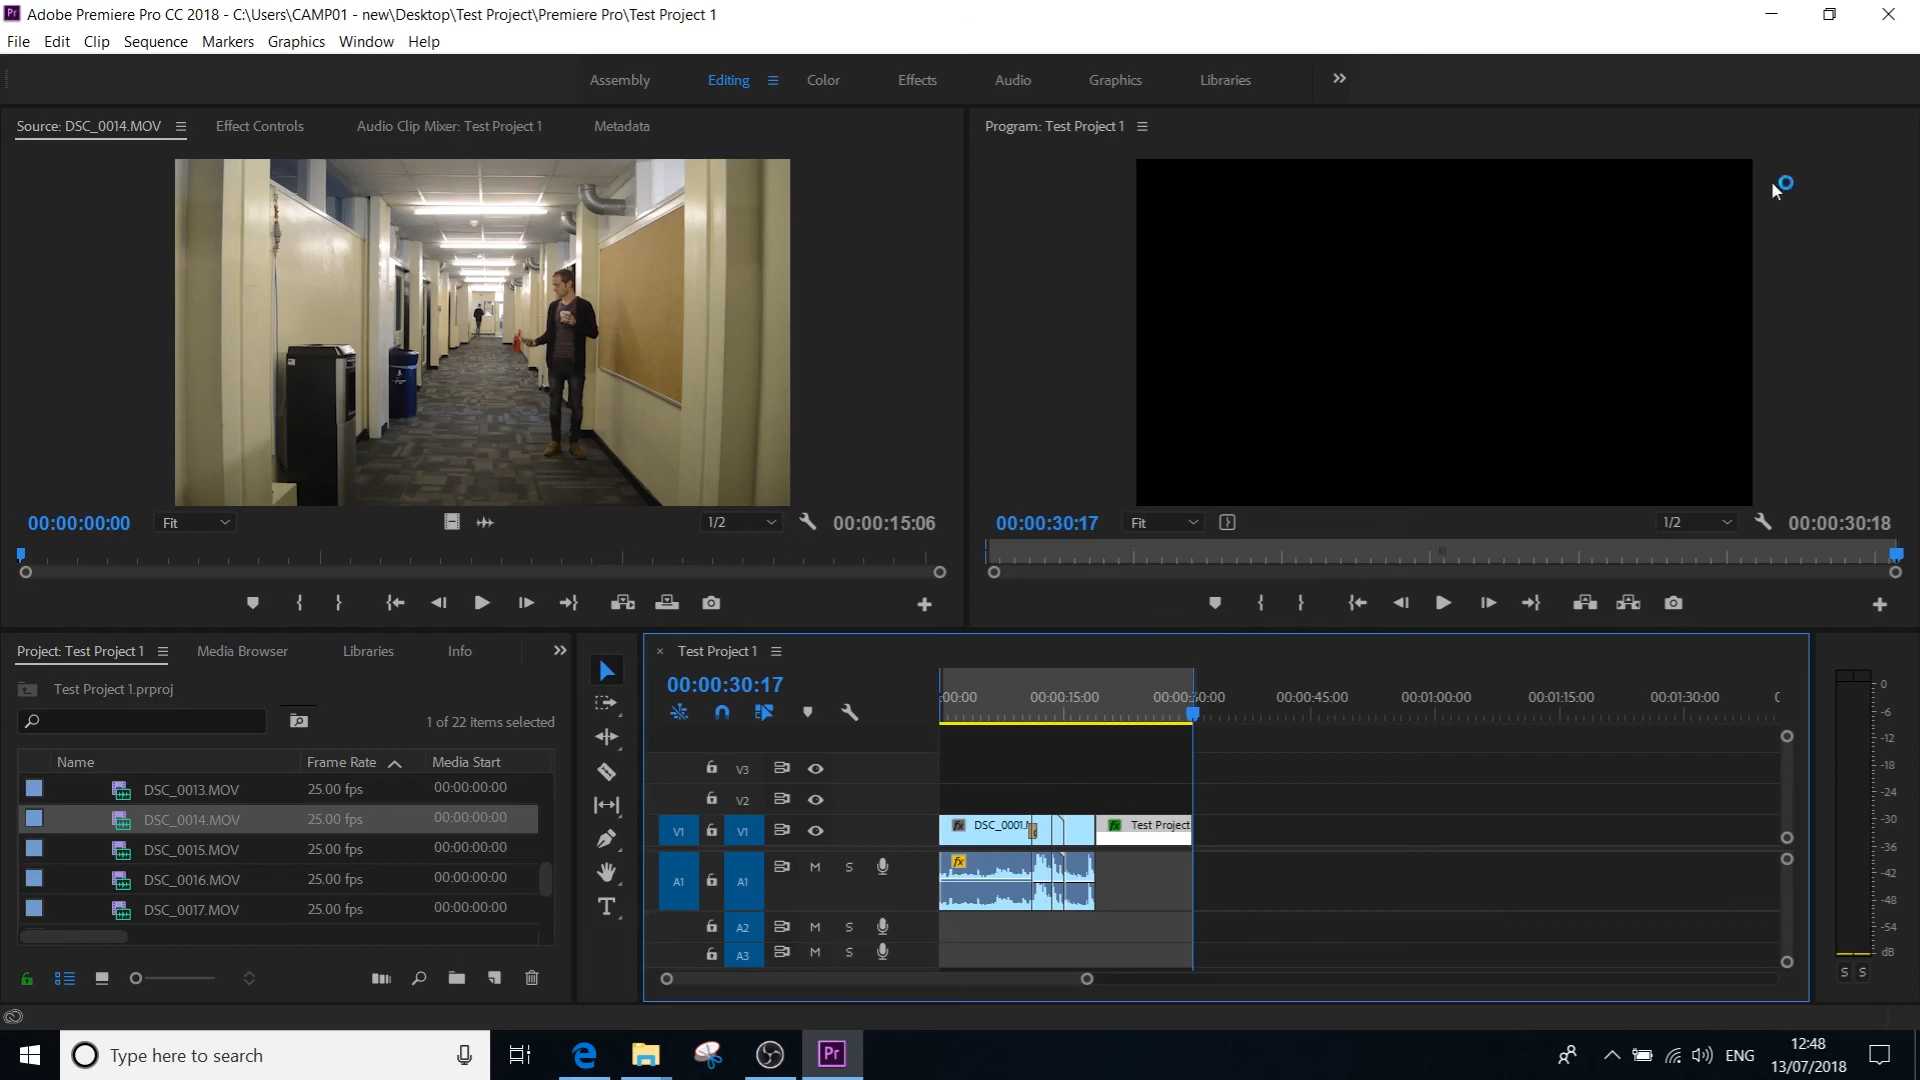 Adobe Premiere Pro CC 2018 - C:\Users\CAMP01 - new\Desktop\Test Project\Premiere Pro\Test Project 1
File Edit Clip Sequence Markers Graphics Window Help
Assembly Editing Color Effects Audio Graphics Libraries
Source: DSC_0014.MOV Effect Controls Audio Clip Mixer: Test Project 1 Metadata
Program: Test Project 1
00:00:00:00 Fit 1/2 00:00:15:06
00:00:30:17 Fit 1/2 00:00:30:18
Project: Test Project 1 Media Browser Libraries Info
Test Project 1.prproj
1 of 22 items selected
Name Frame Rate Media Start
DSC_0013.MOV 25.00 fps 00:00:00:00
DSC_0014.MOV 25.00 fps 00:00:00:00
DSC_0015.MOV 25.00 fps 00:00:00:00
DSC_0016.MOV 25.00 fps 00:00:00:00
DSC_0017.MOV 25.00 fps 00:00:00:00
Test Project 1
00:00:30:17
:00:00 00:00:15:00 00:00:30:00 00:00:45:00 00:01:00:00 00:01:15:00 00:01:30:00
V3
V2
V1 V1 fx DSC_0001 fx Test Project
A1 A1 M S fx
A2 M S
A3 M S
0
-6
-12
-18
-24
-30
-36
-42
-48
-54
dB
S S
Type here to search
Pr
ENG
12:48
13/07/2018